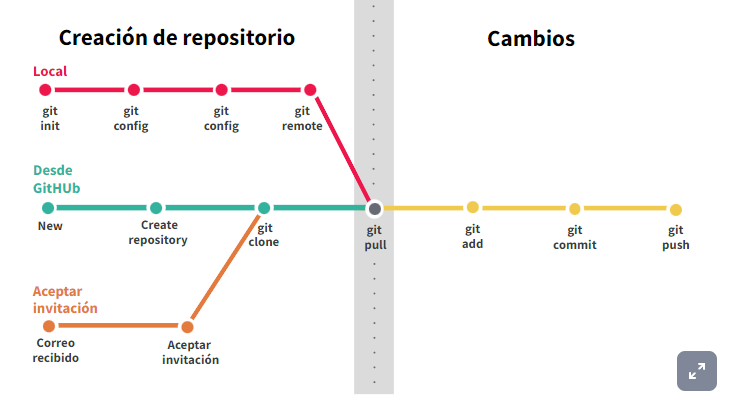 Creación de repositorio
Cambios
Local
git
init
git
config
git
config
git
remote
Desde
GitHUb
New
Create
repository
git
clone
git
pull
git
add
git
commit
git
push
Aceptar
invitación
Correo
recibido
Aceptar
invitación